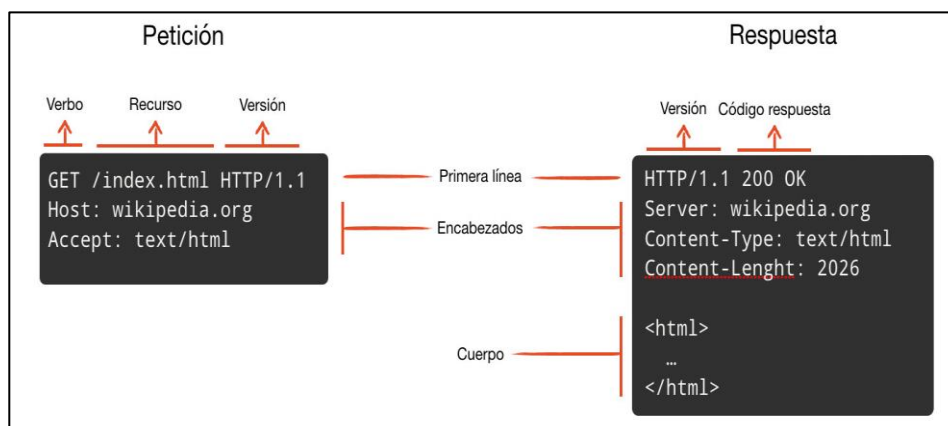 Petición
Respuesta
Verbo Recurso Versión
Versión Código respuesta
GET /index.html HTTP/1.1
Host: wikipedia.org
Accept: text/html
Primera línea
Encabezados
Cuerpo
HTTP/1.1 200 OK
Server: wikipedia.org
Content-Type: text/html
Content-Lenght: 2026
<html>
…
</html>